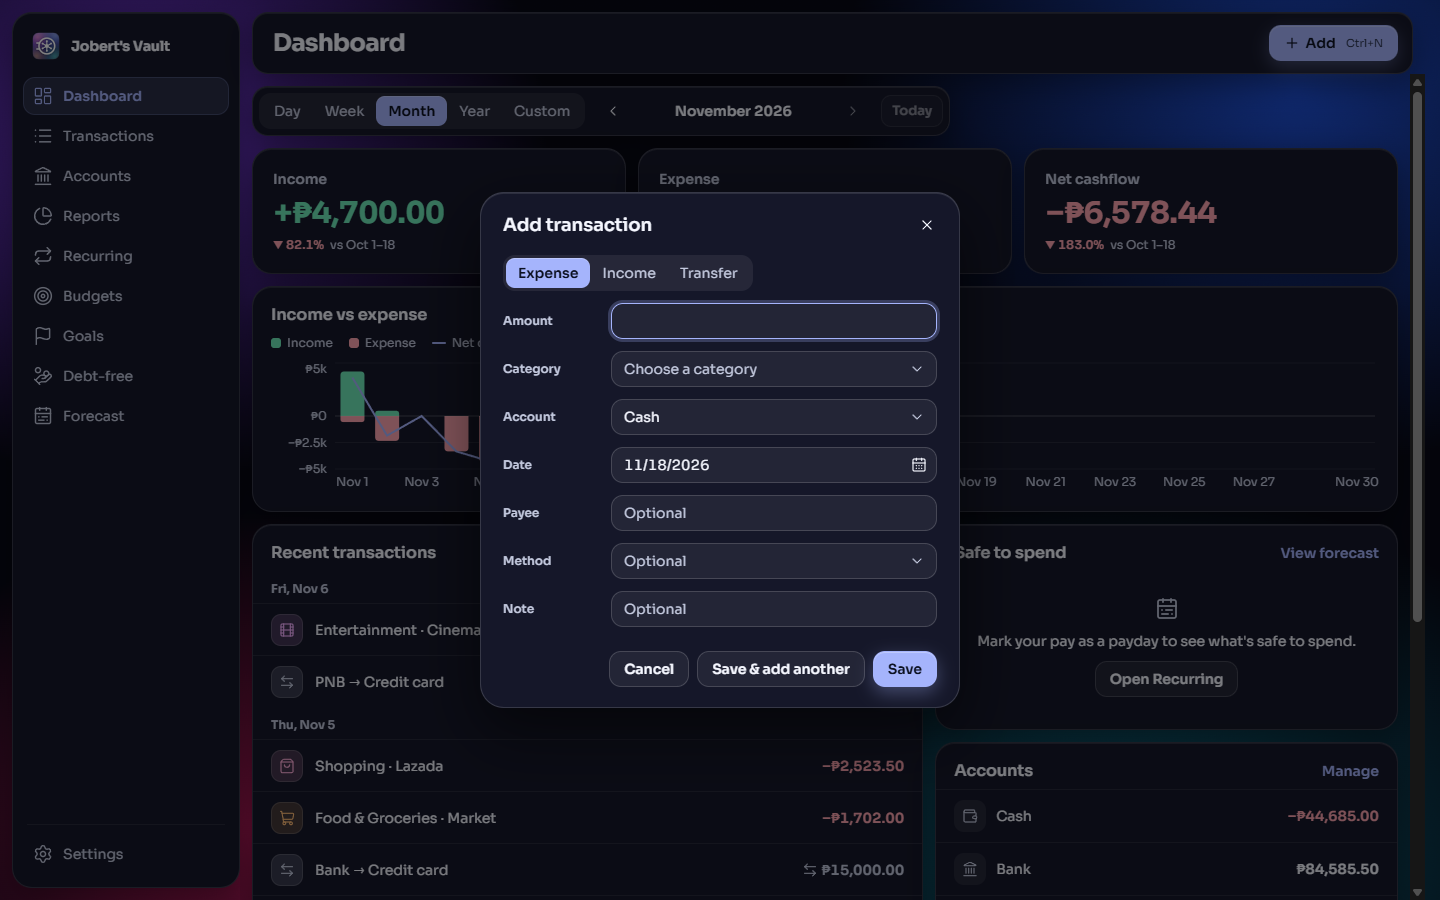 Jobert's Vault
Dashboard
Transactions
Accounts
Reports
Recurring
Budgets
Goals
Debt-free
Forecast
Settings
Dashboard
+ Add Ctrl+N
Day Week Month Year Custom
November 2026
Today
Income
+₱4,700.00
▼ 82.1% vs Oct 1–18
Expense
Net cashflow
−₱6,578.44
▼ 183.0% vs Oct 1–18
Income vs expense
Income Expense Net
₱5k
₱0
−₱2.5k
−₱5k
Nov 1 Nov 3 Nov 19 Nov 21 Nov 23 Nov 25 Nov 27 Nov 30
Add transaction
Expense Income Transfer
Amount
Category Choose a category
Account Cash
Date 11/18/2026
Payee Optional
Method Optional
Note Optional
Cancel Save & add another Save
Recent transactions
Fri, Nov 6
Entertainment · Cinema
PNB → Credit card
Thu, Nov 5
Shopping · Lazada −₱2,523.50
Food & Groceries · Market −₱1,702.00
Bank → Credit card ₱15,000.00
Safe to spend View forecast
Mark your pay as a payday to see what's safe to spend.
Open Recurring
Accounts Manage
Cash −₱44,685.00
Bank ₱84,585.50